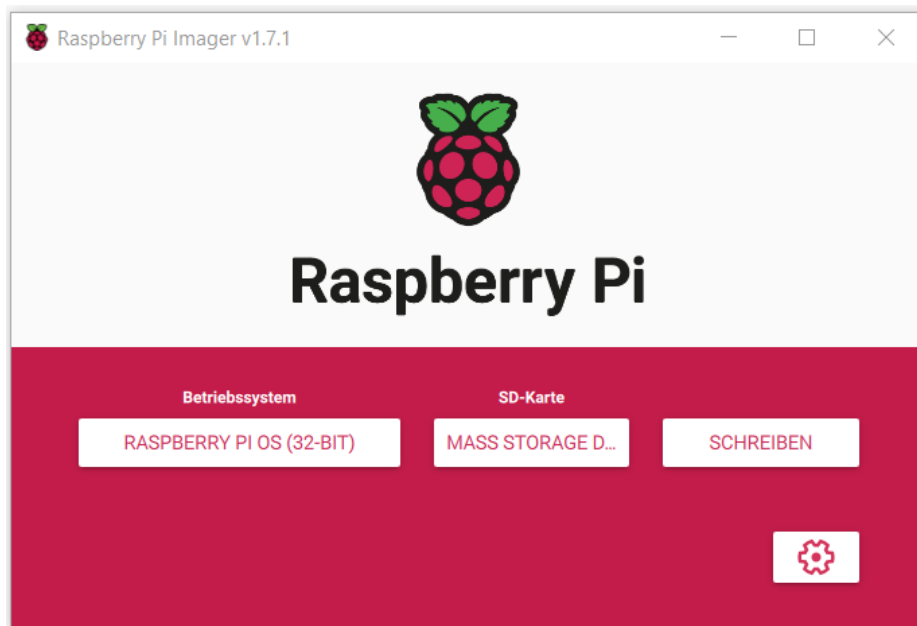 Raspberry Pi Imager v1.7.1
Raspberry Pi
Betriebssystem
SD-Karte
RASPBERRY PI OS (32-BIT)
MASS STORAGE D...
SCHREIBEN